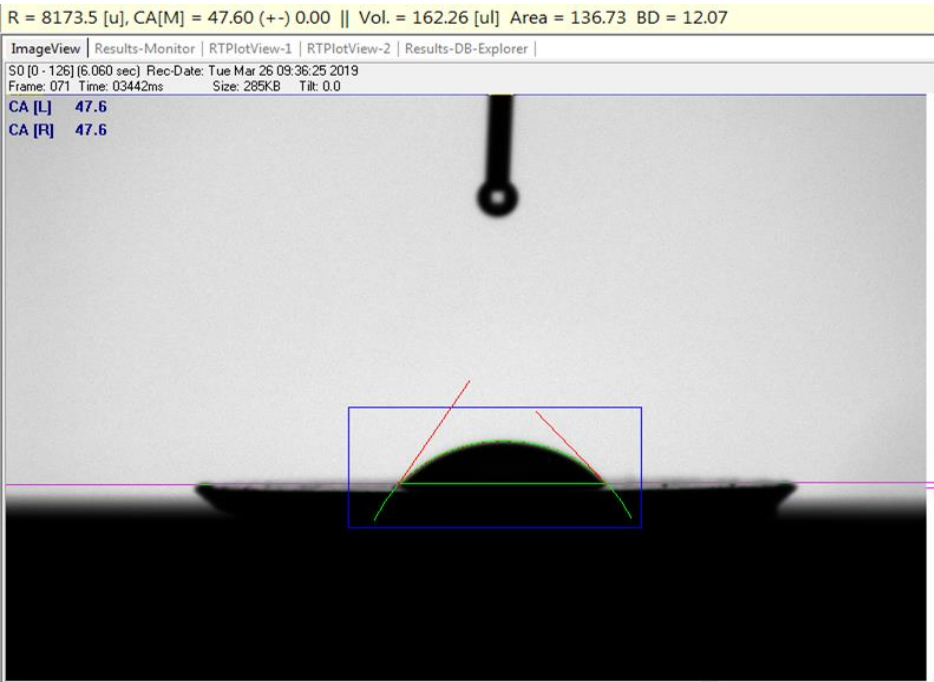 R = 8173.5 [u], CA[M] = 47.60 (+-) 0.00 || Vol. = 162.26 [ul] Area = 136.73 BD = 12.07
ImageView | Results-Monitor | RTPlotView-1 | RTPlotView-2 | Results-DB-Explorer |
S0 [0 - 126] (6.060 sec) Rec-Date: Tue Mar 26 09:36:25 2019
Frame: 071 Time: 03442ms Size: 285KB Tilt: 0.0
CA [L] 47.6
CA [R] 47.6